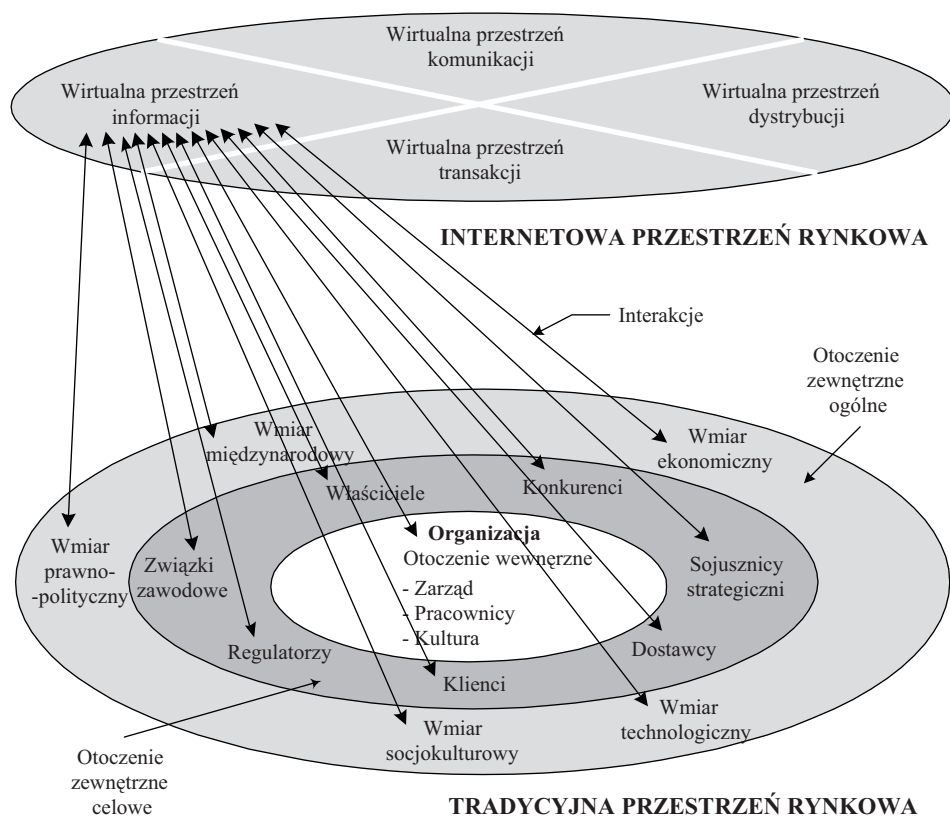 Wirtualna przestrzeń
komunikacji
Wirtualna przestrzeń
informacji
Wirtualna przestrzeń
dystrybucji
Wirtualna przestrzeń
transakcji
INTERNETOWA PRZESTRZEŃ RYNKOWA
Interakcje
Otoczenie
zewnętrzne
ogólne
Wmiar
międzynarodowy
Wmiar
ekonomiczny
Właściciele
Konkurenci
Organizacja
Otoczenie wewnęrzne
- Zarząd
- Pracownicy
- Kultura
Wmiar
prawno-
-polityczny
Związki
zawodowe
Sojusznicy
strategiczni
Regulatorzy
Dostawcy
Klienci
Wmiar
socjokulturowy
Wmiar
technologiczny
Otoczenie
zewnętrzne
celowe
TRADYCYJNA PRZESTRZEŃ RYNKOWA